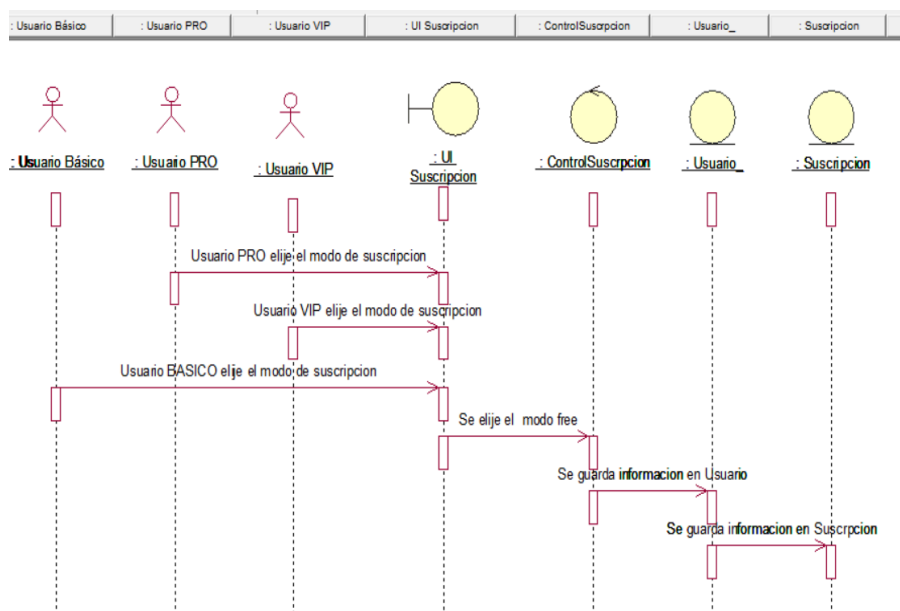 : Usuario Básico
: Usuario PRO
: Usuario VIP
: UI Suscripcion
: ControlSuscrpcion
: Usuario_
: Suscripcion
: Usuario Básico
: Usuario PRO
: Usuario VIP
: UI
Suscripcion
: ControlSuscrpcion
: Usuario_
: Suscripcion
Usuario PRO elije el modo de suscripcion
Usuario VIP elije el modo de suscripcion
Usuario BASICO elije el modo de suscripcion
Se elije el modo free
Se guarda informacion en Usuario
Se guarda informacion en Suscrpcion